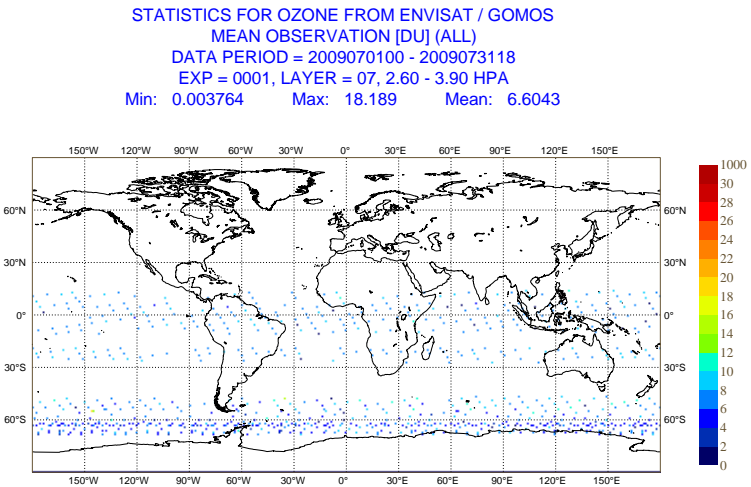 STATISTICS FOR OZONE FROM ENVISAT / GOMOS
MEAN OBSERVATION [DU] (ALL)
DATA PERIOD = 2009070100 - 2009073118
EXP = 0001, LAYER = 07, 2.60 - 3.90 HPA
Min: 0.003764 Max: 18.189 Mean: 6.6043
150°W 120°W 90°W 60°W 30°W 0° 30°E 60°E 90°E 120°E 150°E
60°N 60°N
30°N 30°N
0° 0°
30°S 30°S
60°S 60°S
150°W 120°W 90°W 60°W 30°W 0° 30°E 60°E 90°E 120°E 150°E
1000
30
28
26
24
22
20
18
16
14
12
10
8
6
4
2
0